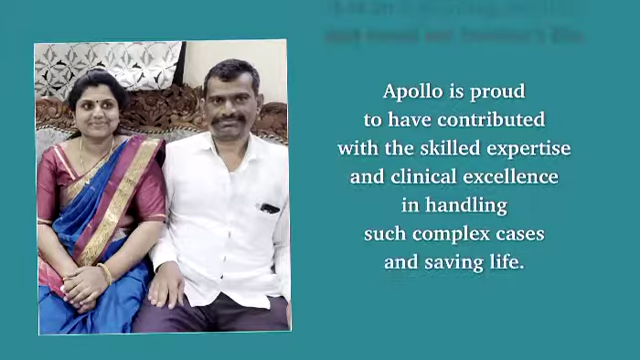 Apollo is proud
to have contributed
with the skilled expertise
and clinical excellence
in handling
such complex cases
and saving life.